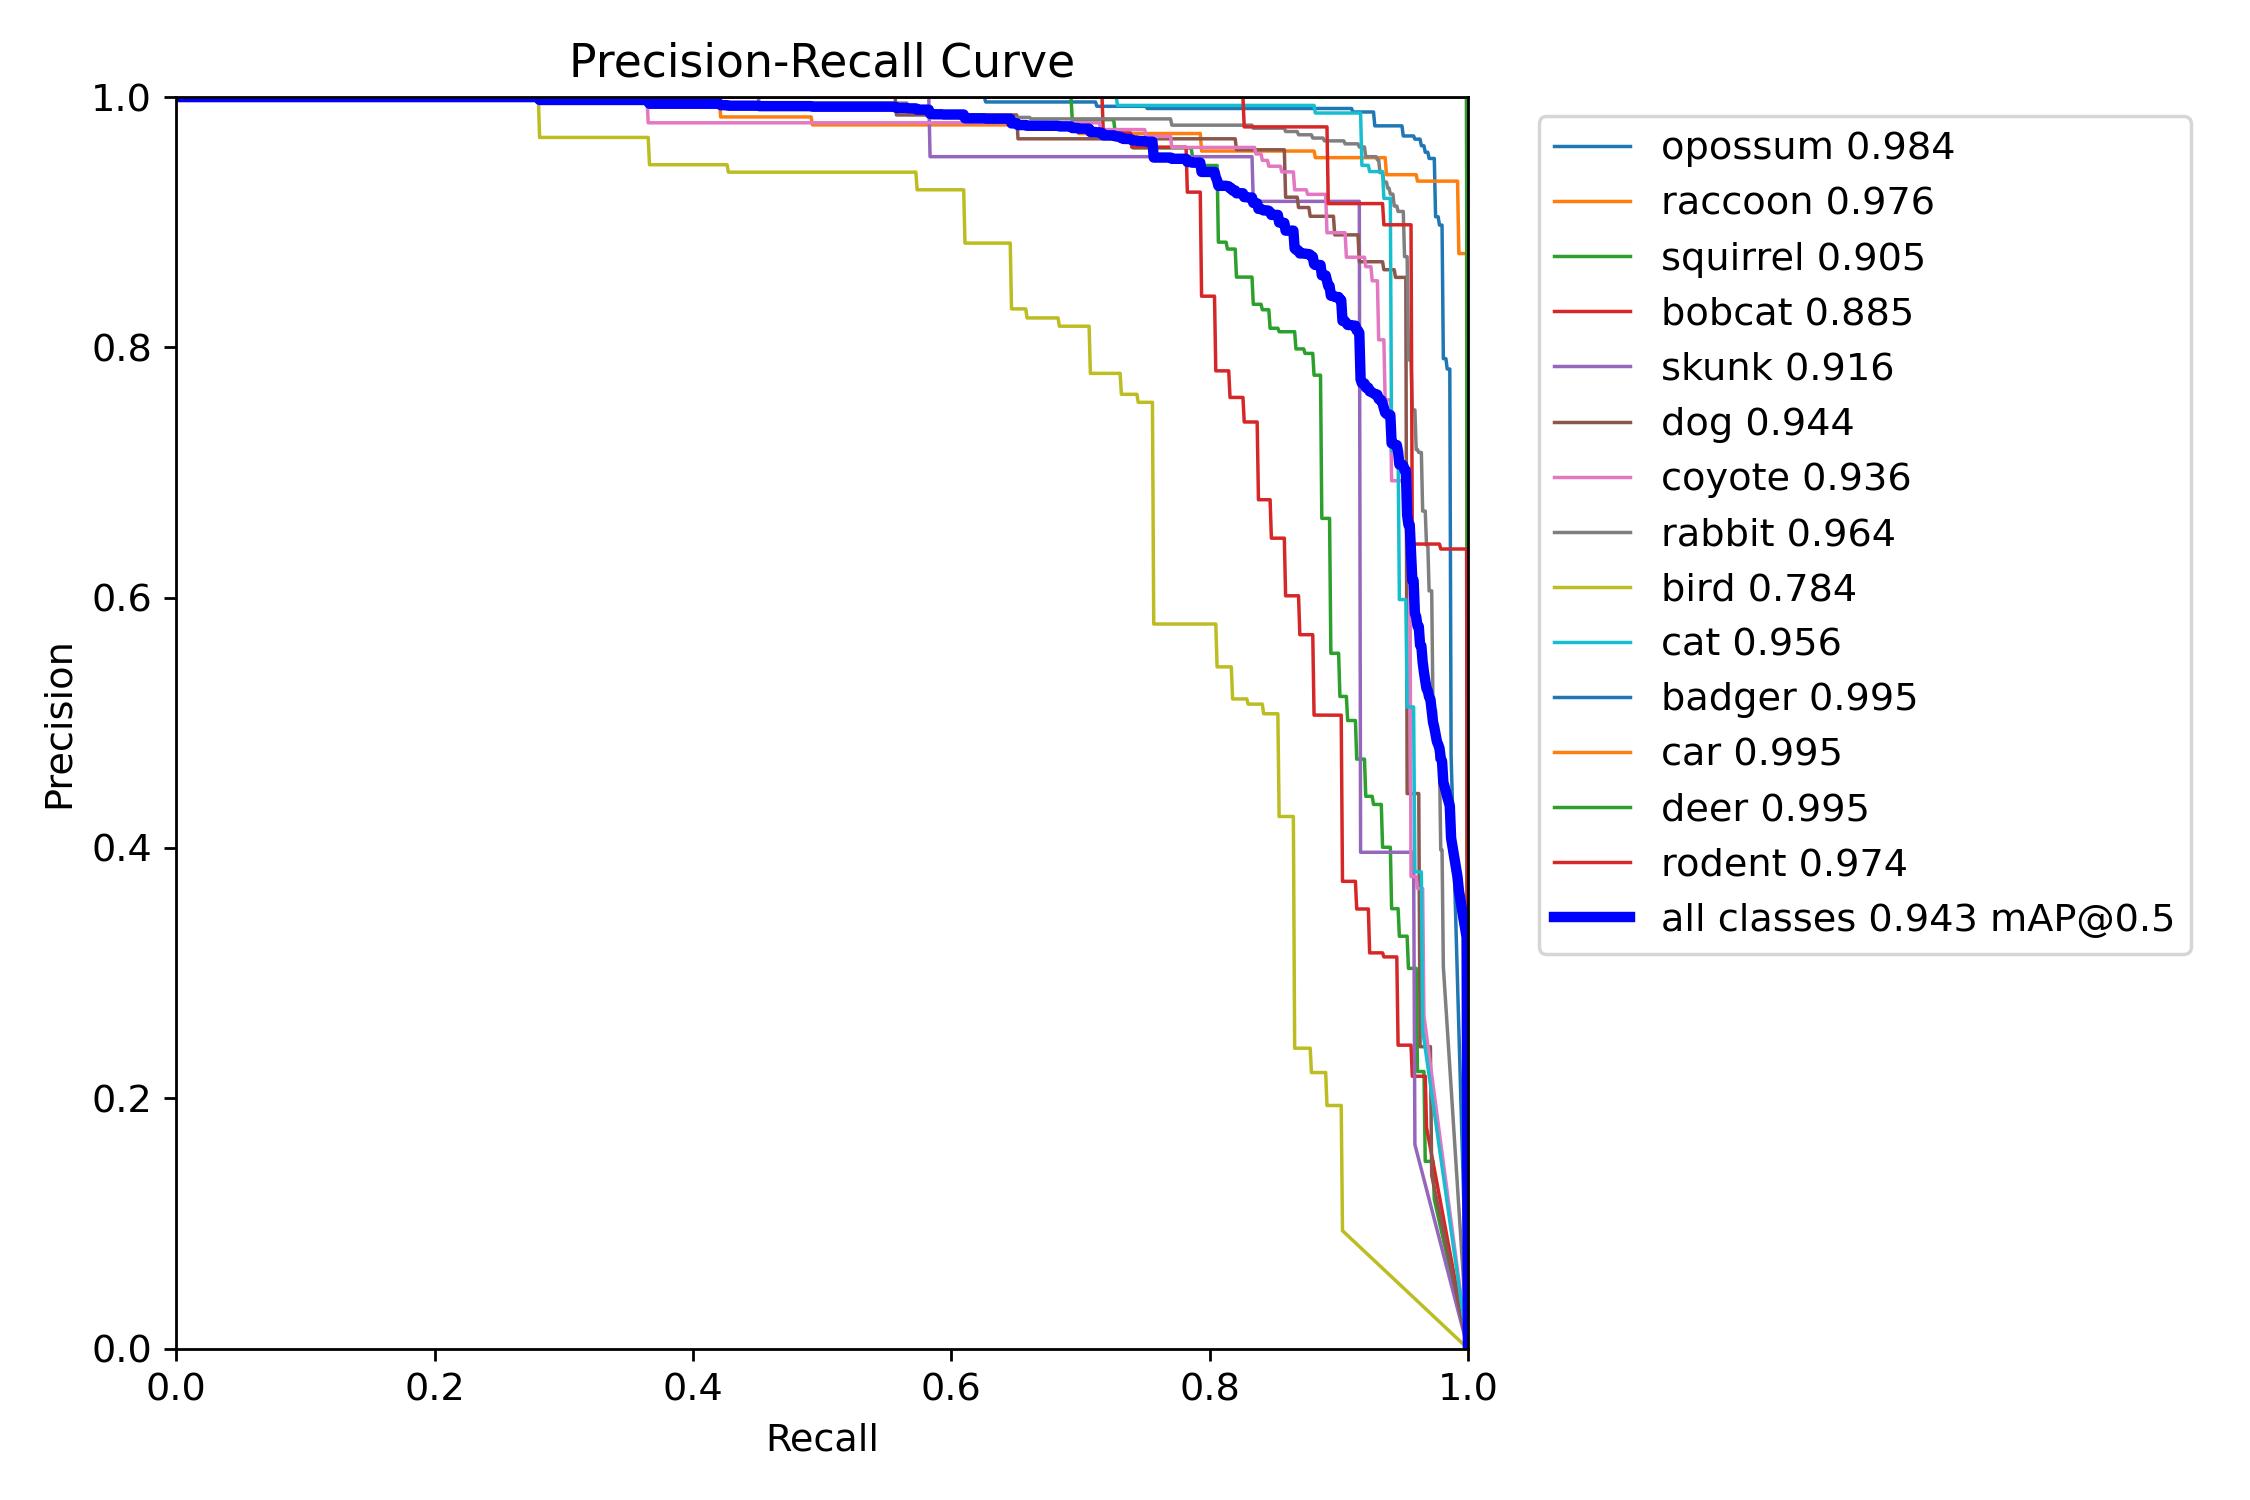 Precision-Recall Curve
1.0
0.8
0.6
0.4
0.2
0.0
Precision
0.0 0.2 0.4 0.6 0.8 1.0
Recall
opossum 0.984
raccoon 0.976
squirrel 0.905
bobcat 0.885
skunk 0.916
dog 0.944
coyote 0.936
rabbit 0.964
bird 0.784
cat 0.956
badger 0.995
car 0.995
deer 0.995
rodent 0.974
all classes 0.943 mAP@0.5